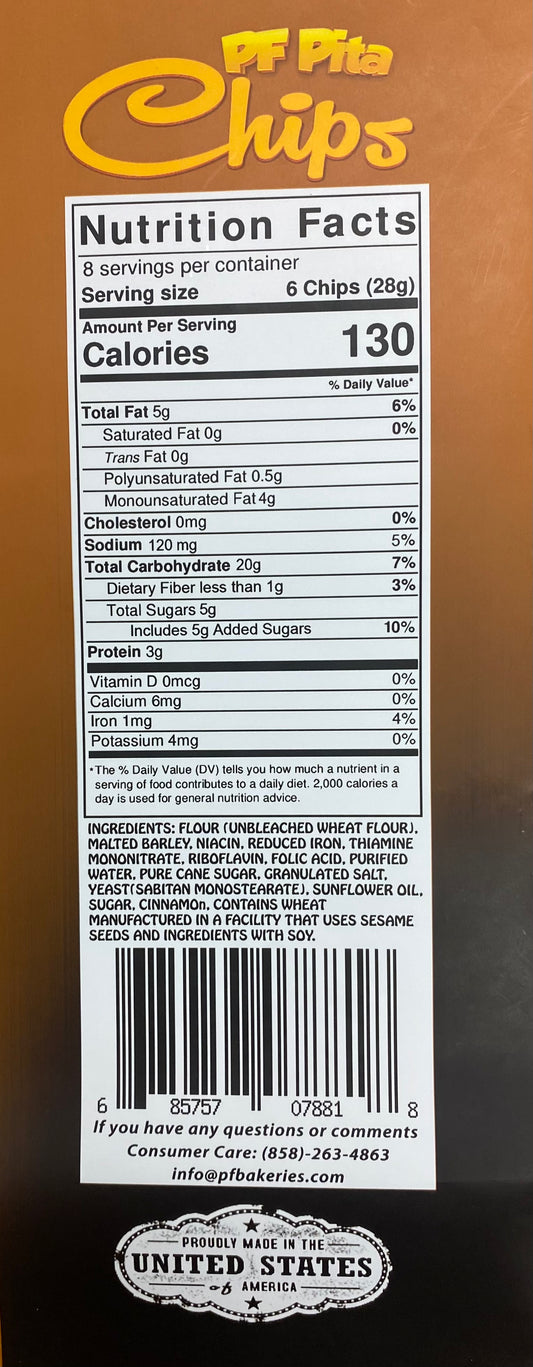 PF Pita
Chips
Nutrition Facts
8 servings per container
Serving size 6 Chips (28g)
Amount Per Serving
Calories 130
% Daily Value*
Total Fat 5g 6%
Saturated Fat 0g 0%
Trans Fat 0g
Polyunsaturated Fat 0.5g
Monounsaturated Fat 4g
Cholesterol 0mg 0%
Sodium 120 mg 5%
Total Carbohydrate 20g 7%
Dietary Fiber less than 1g 3%
Total Sugars 5g
Includes 5g Added Sugars 10%
Protein 3g
Vitamin D 0mcg 0%
Calcium 6mg 0%
Iron 1mg 4%
Potassium 4mg 0%
*The % Daily Value (DV) tells you how much a nutrient in a
serving of food contributes to a daily diet. 2,000 calories a
day is used for general nutrition advice.
INGREDIENTS: FLOUR (UNBLEACHED WHEAT FLOUR),
MALTED BARLEY, NIACIN, REDUCED IRON, THIAMINE
MONONITRATE, RIBOFLAVIN, FOLIC ACID, PURIFIED
WATER, PURE CANE SUGAR, GRANULATED SALT,
YEAST(SABITAN MONOSTEARATE), SUNFLOWER OIL,
SUGAR, CINNAMOn, CONTAINS WHEAT
MANUFACTURED IN A FACILITY THAT USES SESAME
SEEDS AND INGREDIENTS WITH SOY.
6 85757 07881 8
If you have any questions or comments
Consumer Care: (858)-263-4863
info@pfbakeries.com
PROUDLY MADE IN THE
UNITED STATES
of AMERICA